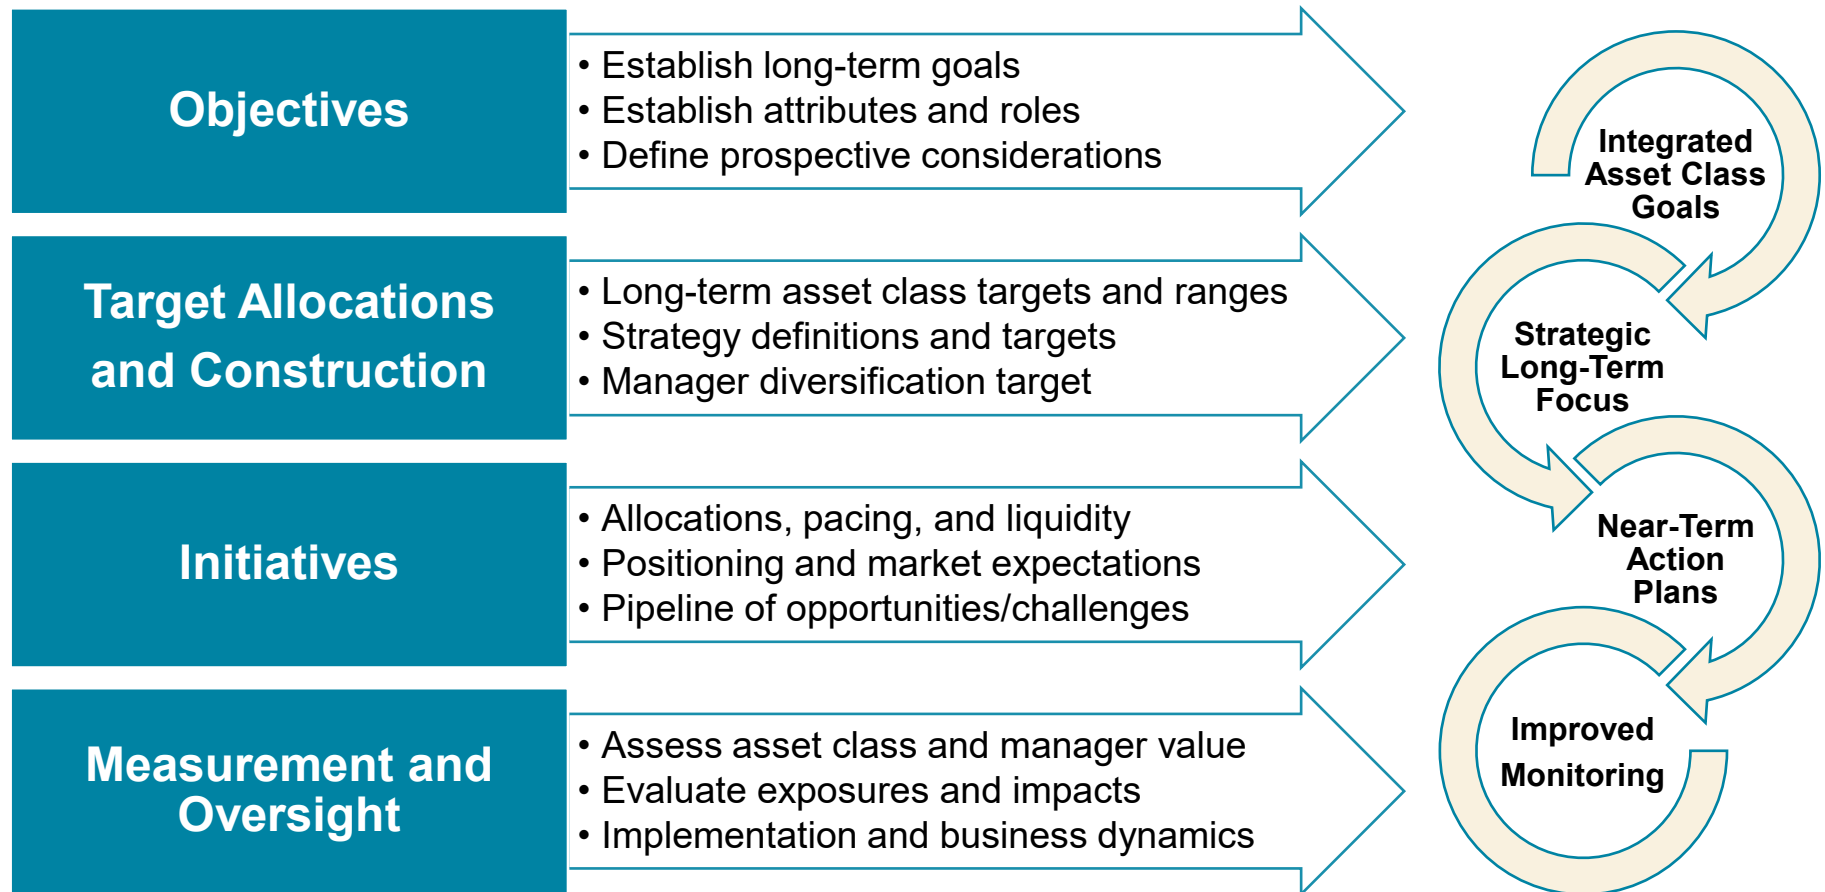 Objectives
• Establish long-term goals
• Establish attributes and roles
• Define prospective considerations
Integrated
Asset Class
Goals
Target Allocations
and Construction
• Long-term asset class targets and ranges
• Strategy definitions and targets
• Manager diversification target
Strategic
Long-Term
Focus
Initiatives
• Allocations, pacing, and liquidity
• Positioning and market expectations
• Pipeline of opportunities/challenges
Near-Term
Action
Plans
Measurement and
Oversight
• Assess asset class and manager value
• Evaluate exposures and impacts
• Implementation and business dynamics
Improved
Monitoring